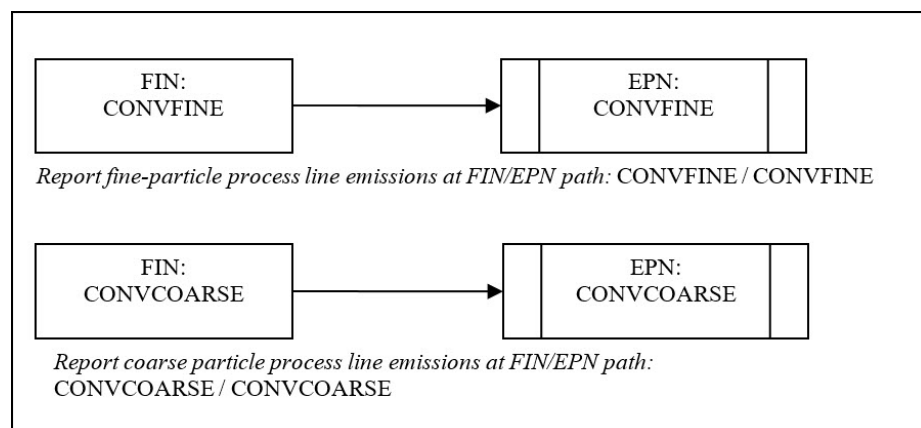 FIN:
CONVFINE
EPN:
CONVFINE
Report fine-particle process line emissions at FIN/EPN path: CONVFINE / CONVFINE
FIN:
CONVCOARSE
EPN:
CONVCOARSE
Report coarse particle process line emissions at FIN/EPN path:
CONVCOARSE / CONVCOARSE